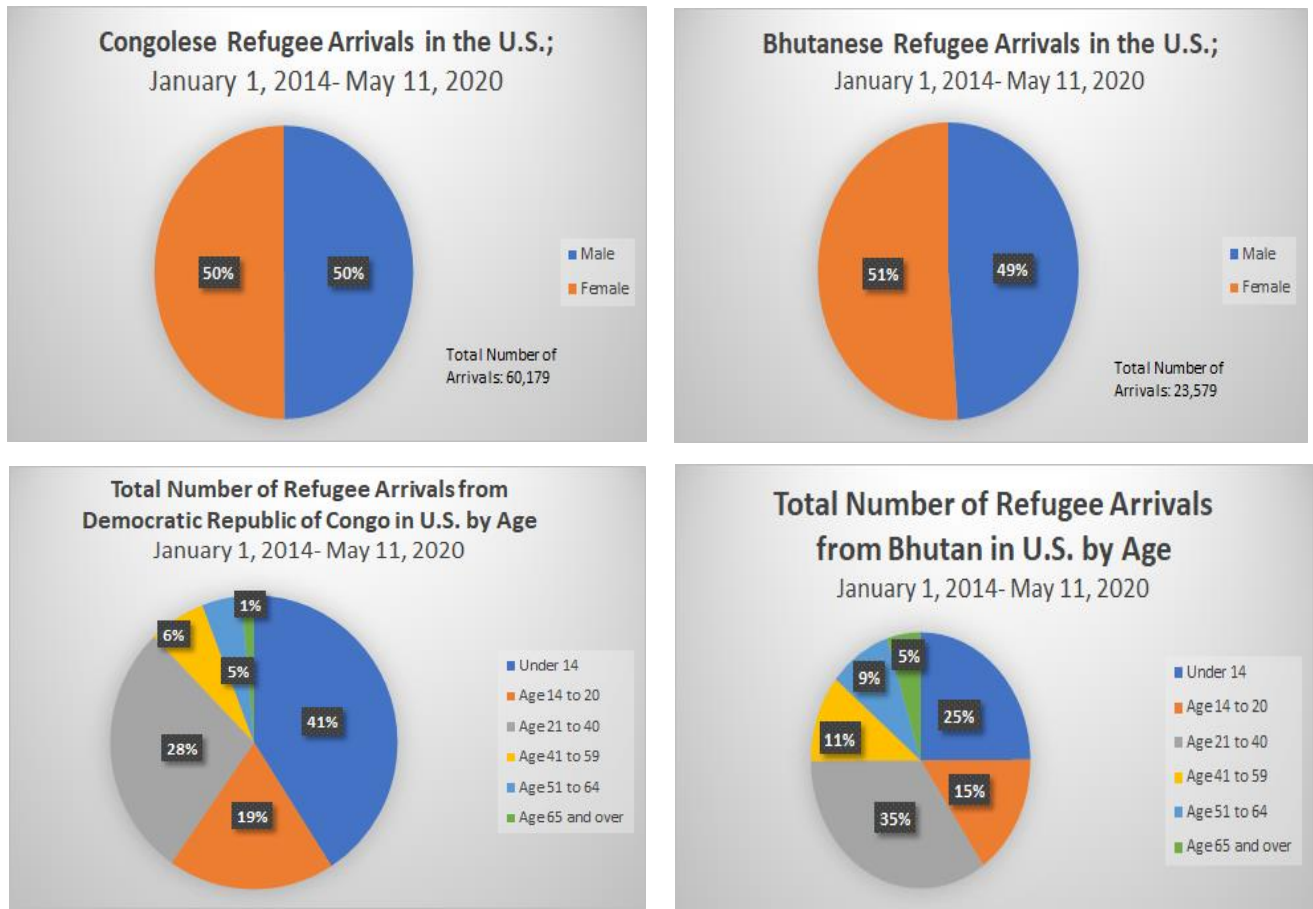 Congolese Refugee Arrivals in the U.S.;
January 1, 2014- May 11, 2020
50%
50%
Male
Female
Total Number of
Arrivals: 60,179
Bhutanese Refugee Arrivals in the U.S.;
January 1, 2014- May 11, 2020
51%
49%
Male
Female
Total Number of
Arrivals: 23,579
Total Number of Refugee Arrivals from
Democratic Republic of Congo in U.S. by Age
January 1, 2014- May 11, 2020
1%
6%
5%
41%
28%
19%
Under 14
Age 14 to 20
Age 21 to 40
Age 41 to 59
Age 51 to 64
Age 65 and over
Total Number of Refugee Arrivals
from Bhutan in U.S. by Age
January 1, 2014- May 11, 2020
5%
9%
25%
11%
15%
35%
Under 14
Age 14 to 20
Age 21 to 40
Age 41 to 59
Age 51 to 64
Age 65 and over